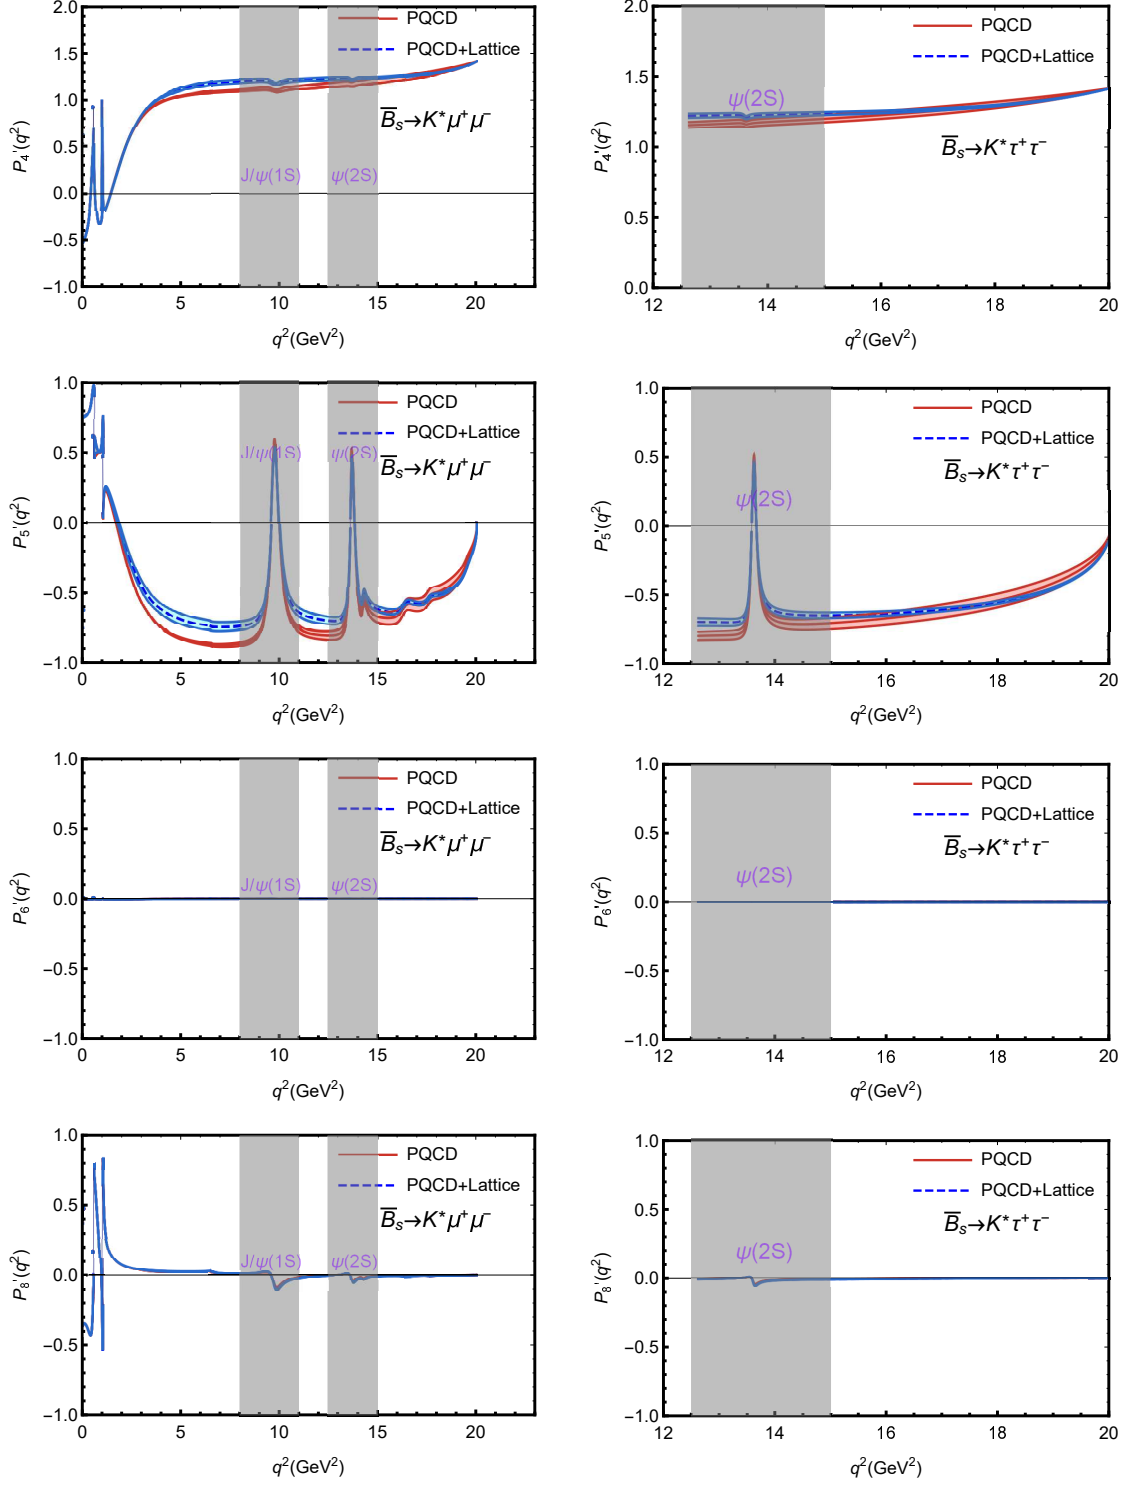 2.0
1.5
1.0
0.5
0.0
−0.5
−1.0
P4'(q²)
PQCD
PQCD+Lattice
B̅s→K*μ⁺μ⁻
J/ψ(1S)
ψ(2S)
0 5 10 15 20
q²(GeV²)
2.0
1.5
1.0
0.5
0.0
P4'(q²)
PQCD
PQCD+Lattice
ψ(2S)
B̅s→K*τ⁺τ⁻
12 14 16 18 20
q²(GeV²)
1.0
0.5
0.0
−0.5
−1.0
P5'(q²)
PQCD
PQCD+Lattice
J/ψ(1S)
ψ(2S)
B̅s→K*μ⁺μ⁻
0 5 10 15 20
q²(GeV²)
1.0
0.5
0.0
−0.5
−1.0
P5'(q²)
PQCD
PQCD+Lattice
B̅s→K*τ⁺τ⁻
ψ(2S)
12 14 16 18 20
q²(GeV²)
1.0
0.5
0.0
−0.5
−1.0
P6'(q²)
PQCD
PQCD+Lattice
B̅s→K*μ⁺μ⁻
J/ψ(1S)
ψ(2S)
0 5 10 15 20
q²(GeV²)
1.0
0.5
0.0
−0.5
−1.0
P6'(q²)
PQCD
PQCD+Lattice
B̅s→K*τ⁺τ⁻
ψ(2S)
12 14 16 18 20
q²(GeV²)
1.0
0.5
0.0
−0.5
−1.0
P8'(q²)
PQCD
PQCD+Lattice
B̅s→K*μ⁺μ⁻
J/ψ(1S)
ψ(2S)
0 5 10 15 20
q²(GeV²)
1.0
0.5
0.0
−0.5
−1.0
P8'(q²)
PQCD
PQCD+Lattice
B̅s→K*τ⁺τ⁻
ψ(2S)
12 14 16 18 20
q²(GeV²)